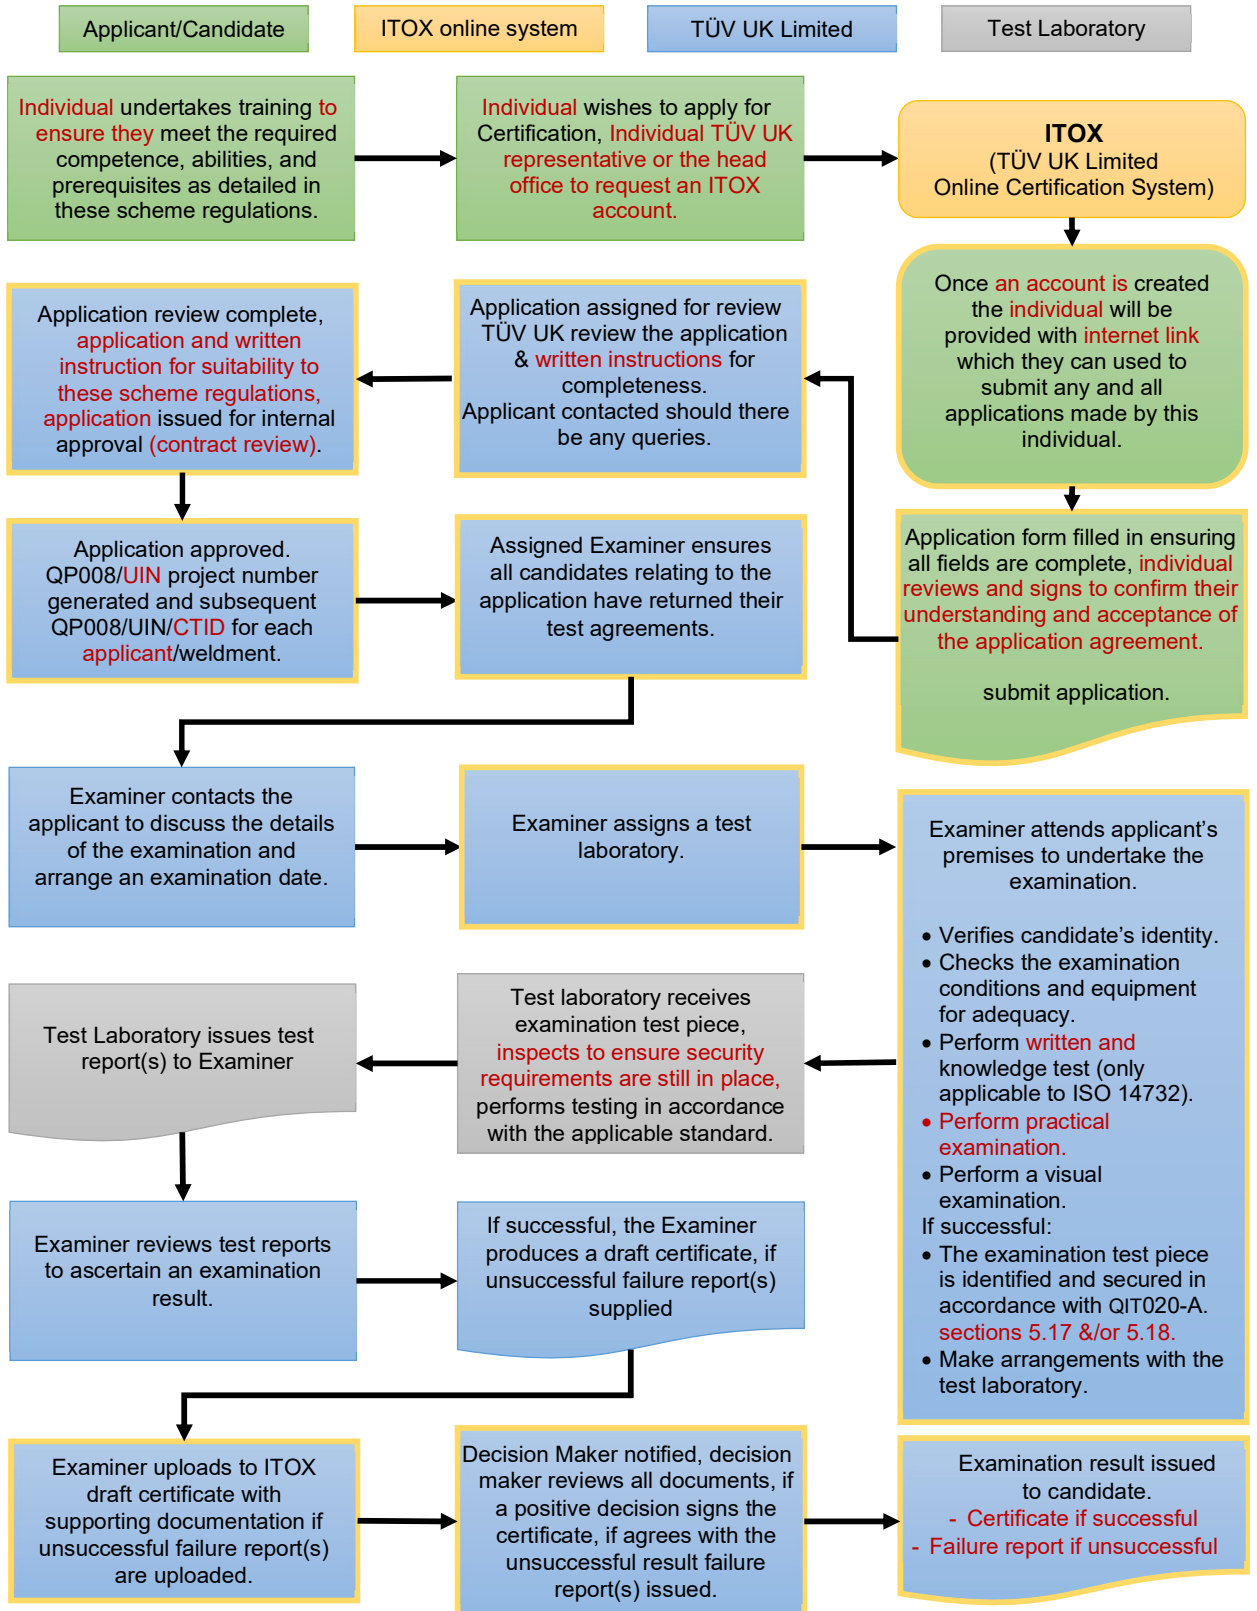 Applicant/Candidate
ITOX online system
TÜV UK Limited
Test Laboratory
Individual undertakes training to
ensure they meet the required
competence, abilities, and
prerequisites as detailed in
these scheme regulations.
Individual wishes to apply for
Certification, Individual TÜV UK
representative or the head
office to request an ITOX
account.
ITOX
(TÜV UK Limited
Online Certification System)
Once an account is created
the individual will be
provided with internet link
which they can used to
submit any and all
applications made by this
individual.
Application form filled in ensuring
all fields are complete, individual
reviews and signs to confirm their
understanding and acceptance of
the application agreement.
submit application.
Application assigned for review
TÜV UK review the application
& written instructions for
completeness.
Applicant contacted should there
be any queries.
Application review complete,
application and written
instruction for suitability to
these scheme regulations,
application issued for internal
approval (contract review).
Application approved.
QP008/UIN project number
generated and subsequent
QP008/UIN/CTID for each
applicant/weldment.
Assigned Examiner ensures
all candidates relating to the
application have returned their
test agreements.
Examiner contacts the
applicant to discuss the details
of the examination and
arrange an examination date.
Examiner assigns a test
laboratory.
Examiner attends applicant's
premises to undertake the
examination.
• Verifies candidate's identity.
• Checks the examination
conditions and equipment
for adequacy.
• Perform written and
knowledge test (only
applicable to ISO 14732).
• Perform practical
examination.
• Perform a visual
examination.
If successful:
• The examination test piece
is identified and secured in
accordance with QIT020-A.
sections 5.17 &/or 5.18.
• Make arrangements with the
test laboratory.
Test laboratory receives
examination test piece,
inspects to ensure security
requirements are still in place,
performs testing in accordance
with the applicable standard.
Test Laboratory issues test
report(s) to Examiner
Examiner reviews test reports
to ascertain an examination
result.
If successful, the Examiner
produces a draft certificate, if
unsuccessful failure report(s)
supplied
Examiner uploads to ITOX
draft certificate with
supporting documentation if
unsuccessful failure report(s)
are uploaded.
Decision Maker notified, decision
maker reviews all documents, if
a positive decision signs the
certificate, if agrees with the
unsuccessful result failure
report(s) issued.
Examination result issued
to candidate.
- Certificate if successful
- Failure report if unsuccessful